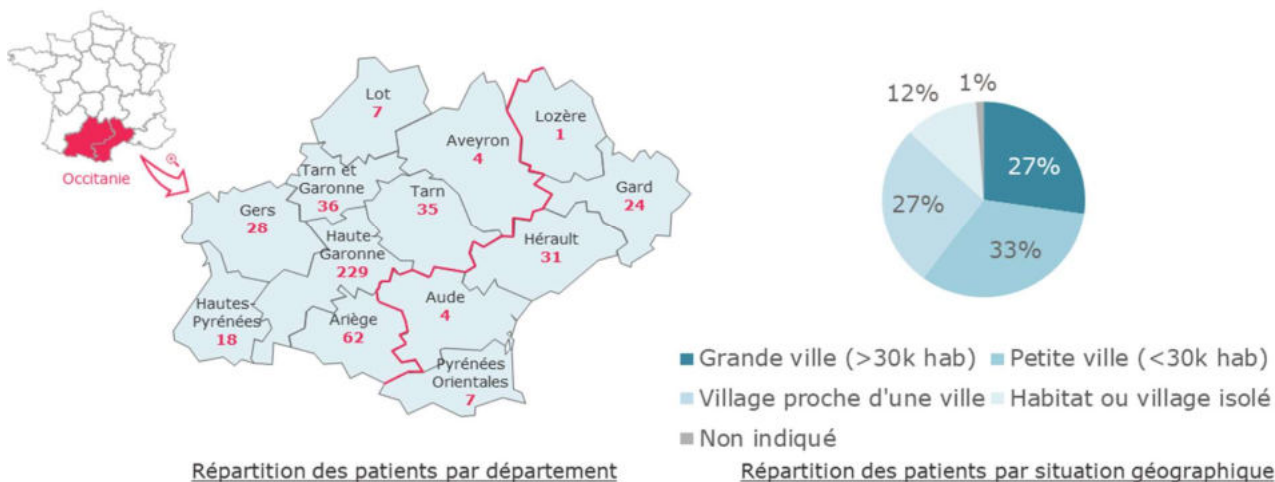 Occitanie
Lot
7
Lozère
1
Aveyron
4
Tarn et
Garonne
36
Tarn
35
Gard
24
Gers
28
Haute-
Garonne
229
Hérault
31
Hautes-
Pyrénées
18
Ariège
62
Aude
4
Pyrénées
Orientales
7
Répartition des patients par département
12%
1%
27%
27%
33%
Grande ville (>30k hab)
Petite ville (<30k hab)
Village proche d'une ville
Habitat ou village isolé
Non indiqué
Répartition des patients par situation géographique